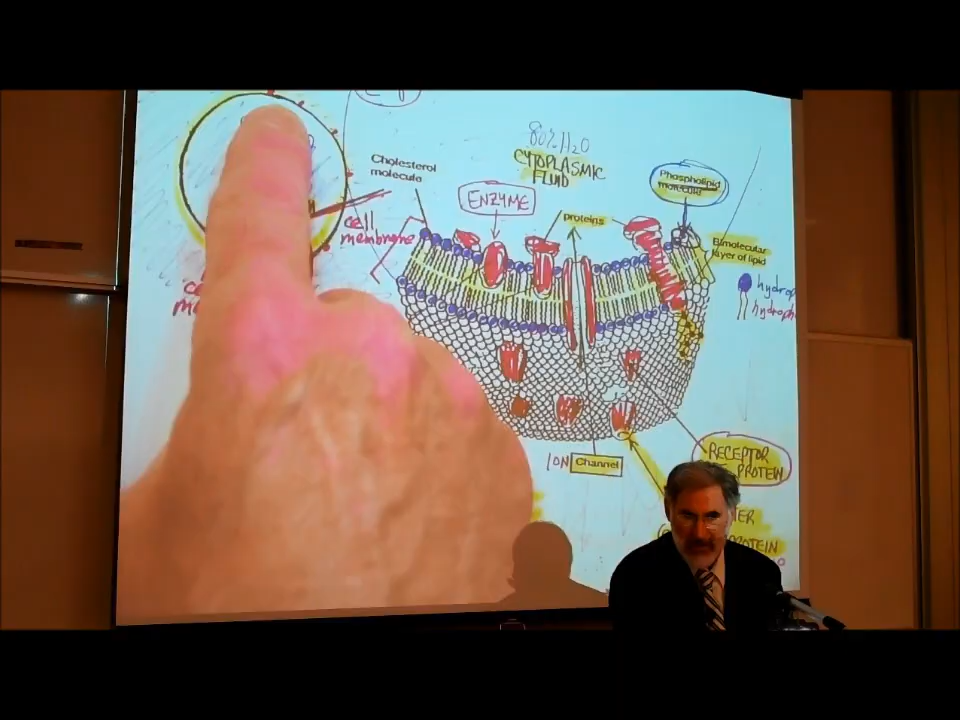 80% H2O
CYTOPLASMIC
FLUID
Cholesterol
molecule
ENZYME
Phospholipid
molecule
proteins
cell
membrane
Bimolecular
layer of lipid
ION Channel
RECEPTOR
PROTEIN
PROTEIN